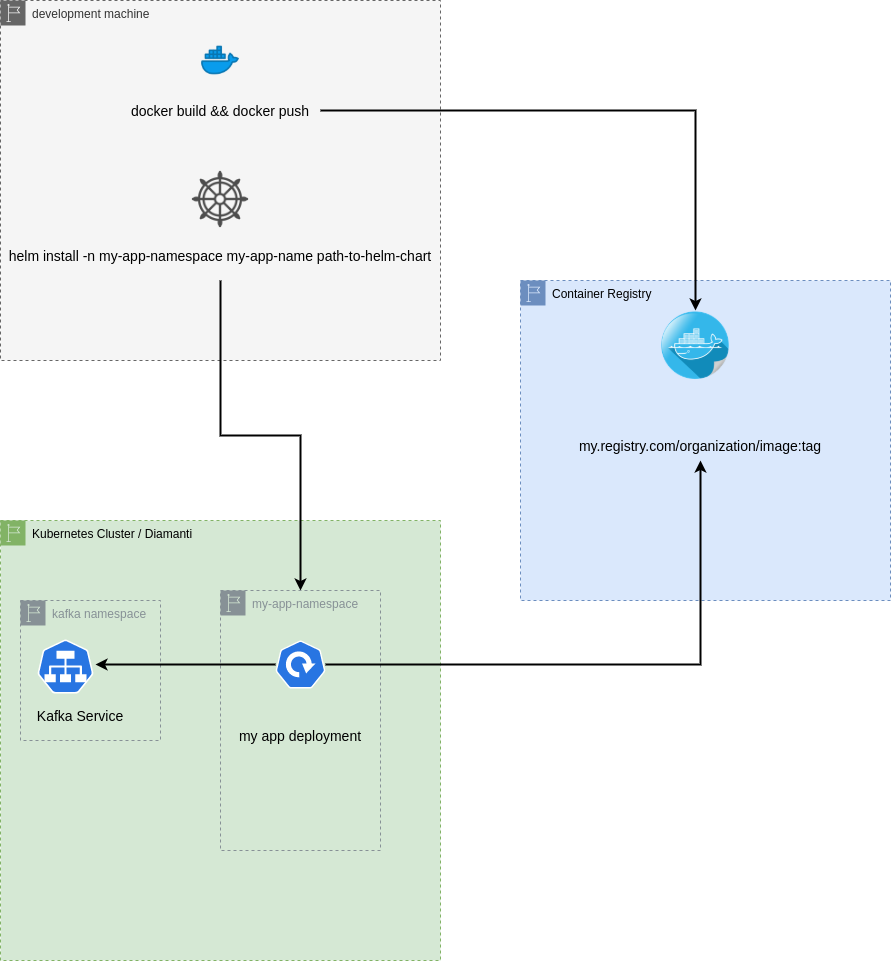 development machine
docker build && docker push
helm install -n my-app-namespace my-app-name path-to-helm-chart
Container Registry
my.registry.com/organization/image:tag
Kubernetes Cluster / Diamanti
kafka namespace
Kafka Service
my-app-namespace
my app deployment